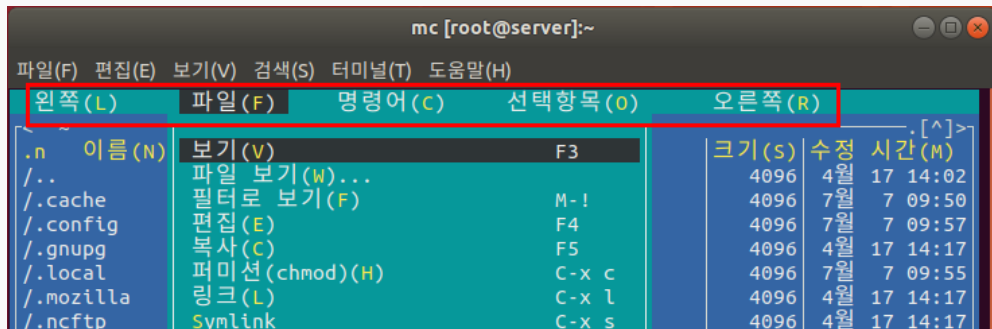 mc [root@server]:~
파일(F) 편집(E) 보기(V) 검색(S) 터미널(T) 도움말(H)
왼쪽(L) 파일(F) 명령어(C) 선택항목(O) 오른쪽(R)
< ~ .[^]>
.n 이름(N) 보기(V) F3 크기(S) 수정 시간(M)
/.. 파일 보기(W)... 4096 4월 17 14:02
/.cache 필터로 보기(F) M-! 4096 7월 7 09:50
/.config 편집(E) F4 4096 7월 7 09:57
/.gnupg 복사(C) F5 4096 4월 17 14:17
/.local 퍼미션(chmod)(H) C-x c 4096 7월 7 09:55
/.mozilla 링크(L) C-x l 4096 4월 17 14:17
/.ncftp Symlink C-x s 4096 4월 17 14:17